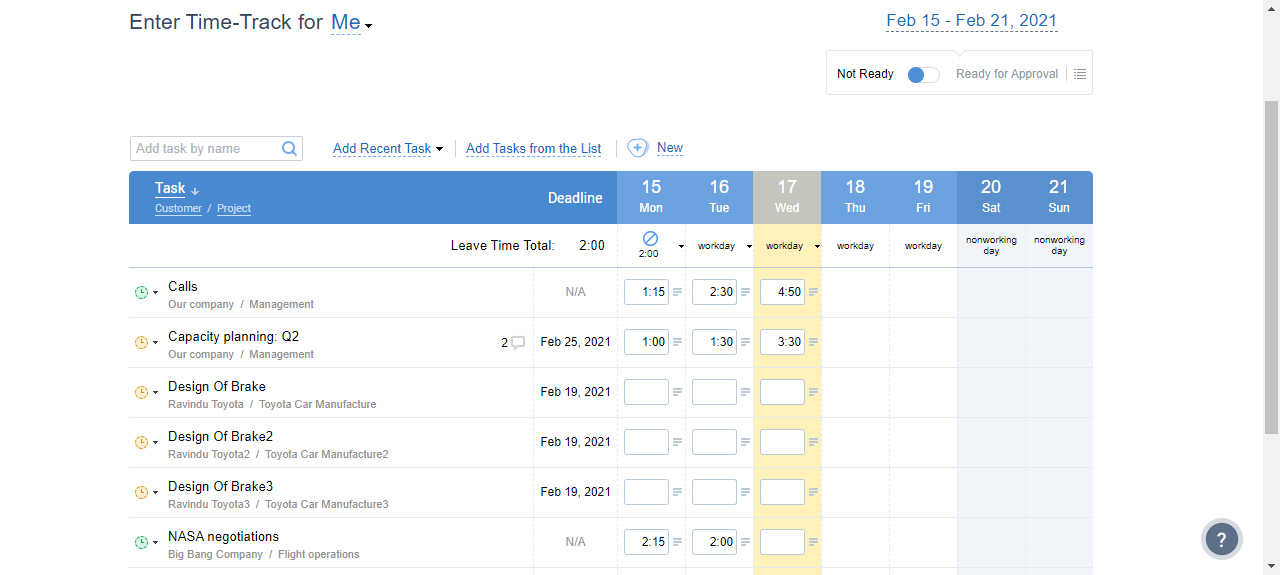 Enter Time-Track for Me
Feb 15 - Feb 21, 2021
Not Ready Ready for Approval
Add task by name Add Recent Task Add Tasks from the List New
Task
Customer / Project
Deadline
15 16 17 18 19 20 21
Mon Tue Wed Thu Fri Sat Sun
Leave Time Total: 2:00 2:00 workday workday workday workday nonworking day nonworking day
Calls
Our company / Management
N/A 1:15 2:30 4:50
Capacity planning: Q2
Our company / Management
2 Feb 25, 2021 1:00 1:30 3:30
Design Of Brake
Ravindu Toyota / Toyota Car Manufacture
Feb 19, 2021
Design Of Brake2
Ravindu Toyota2 / Toyota Car Manufacture2
Feb 19, 2021
Design Of Brake3
Ravindu Toyota3 / Toyota Car Manufacture3
Feb 19, 2021
NASA negotiations
Big Bang Company / Flight operations
N/A 2:15 2:00
?